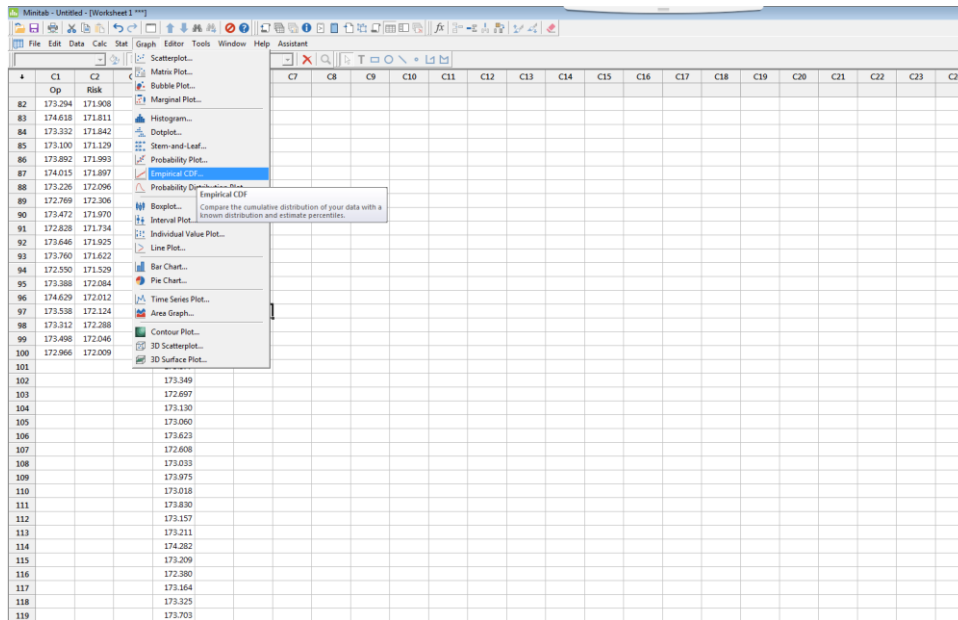 Minitab - Untitled - [Worksheet 1 ***]
File Edit Data Calc Stat Graph Editor Tools Window Help Assistant
Scatterplot...
Matrix Plot...
Bubble Plot...
Marginal Plot...
Histogram...
Dotplot...
Stem-and-Leaf...
Probability Plot...
Empirical CDF...
Probability Distribution Plot...
Boxplot...
Interval Plot...
Individual Value Plot...
Line Plot...
Bar Chart...
Pie Chart...
Time Series Plot...
Area Graph...
Contour Plot...
3D Scatterplot...
3D Surface Plot...
Empirical CDF
Compare the cumulative distribution of your data with a
known distribution and estimate percentiles.
C1 C2 C7 C8 C9 C10 C11 C12 C13 C14 C15 C16 C17 C18 C19 C20 C21 C22 C23
Op Risk
82 173.294 171.908
83 174.618 171.811
84 173.332 171.842
85 173.100 171.129
86 173.892 171.993
87 174.015 171.897
88 173.226 172.096
89 172.769 172.306
90 173.472 171.970
91 172.828 171.734
92 173.646 171.925
93 173.760 171.622
94 172.550 171.529
95 173.388 172.084
96 174.629 172.012
97 173.538 172.124
98 173.312 172.288
99 173.498 172.046
100 172.966 172.009
101
102 173.349
103 172.697
104 173.130
105 173.060
106 173.623
107 172.608
108 173.033
109 173.975
110 173.018
111 173.830
112 173.157
113 173.211
114 174.282
115 173.209
116 172.380
117 173.164
118 173.325
119 173.703